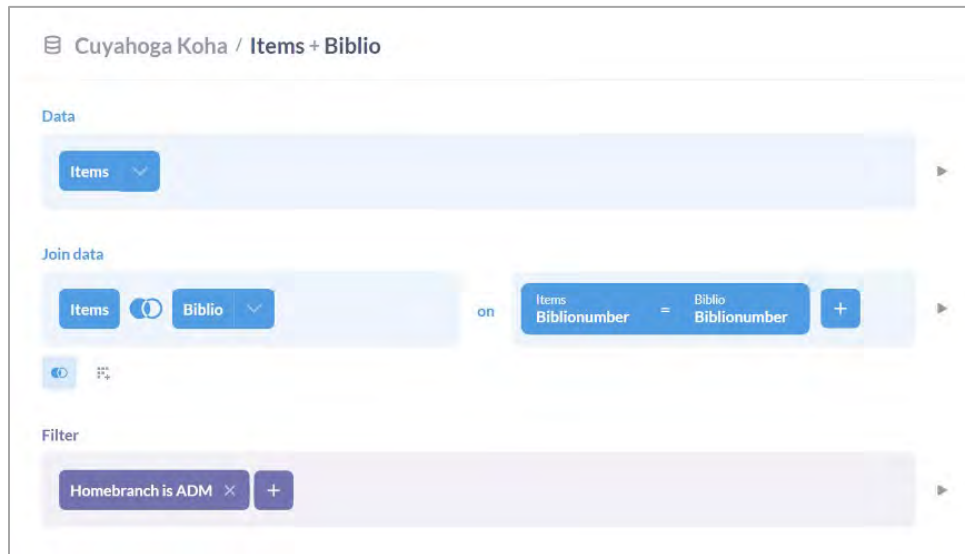 Cuyahoga Koha / Items + Biblio
Data
Items
Join data
Items Biblio on Items Biblionumber = Biblio Biblionumber +
Filter
Homebranch is ADM × +